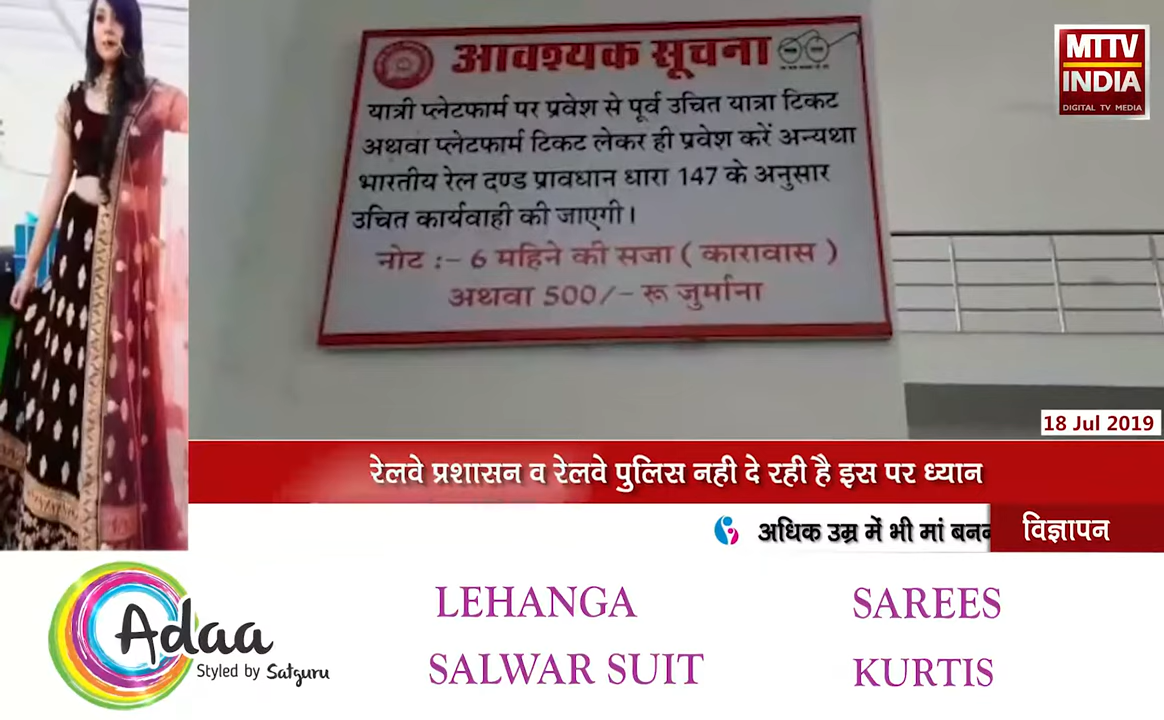 आवश्यक सूचना
यात्री प्लेटफार्म पर प्रवेश से पूर्व उचित यात्रा टिकट
अथवा प्लेटफार्म टिकट लेकर ही प्रवेश करें अन्यथा
भारतीय रेल दण्ड प्रावधान धारा 147 के अनुसार
उचित कार्यवाही की जाएगी।
नोट :- 6 महिने की सजा ( कारावास )
अथवा 500/- रू जुर्माना
MTTV
INDIA
DIGITAL TV MEDIA
18 Jul 2019
रेलवे प्रशासन व रेलवे पुलिस नही दे रही है इस पर ध्यान
अधिक उम्र में भी मां बनन
विज्ञापन
Adaa
Styled by Satguru
LEHANGA
SAREES
SALWAR SUIT
KURTIS